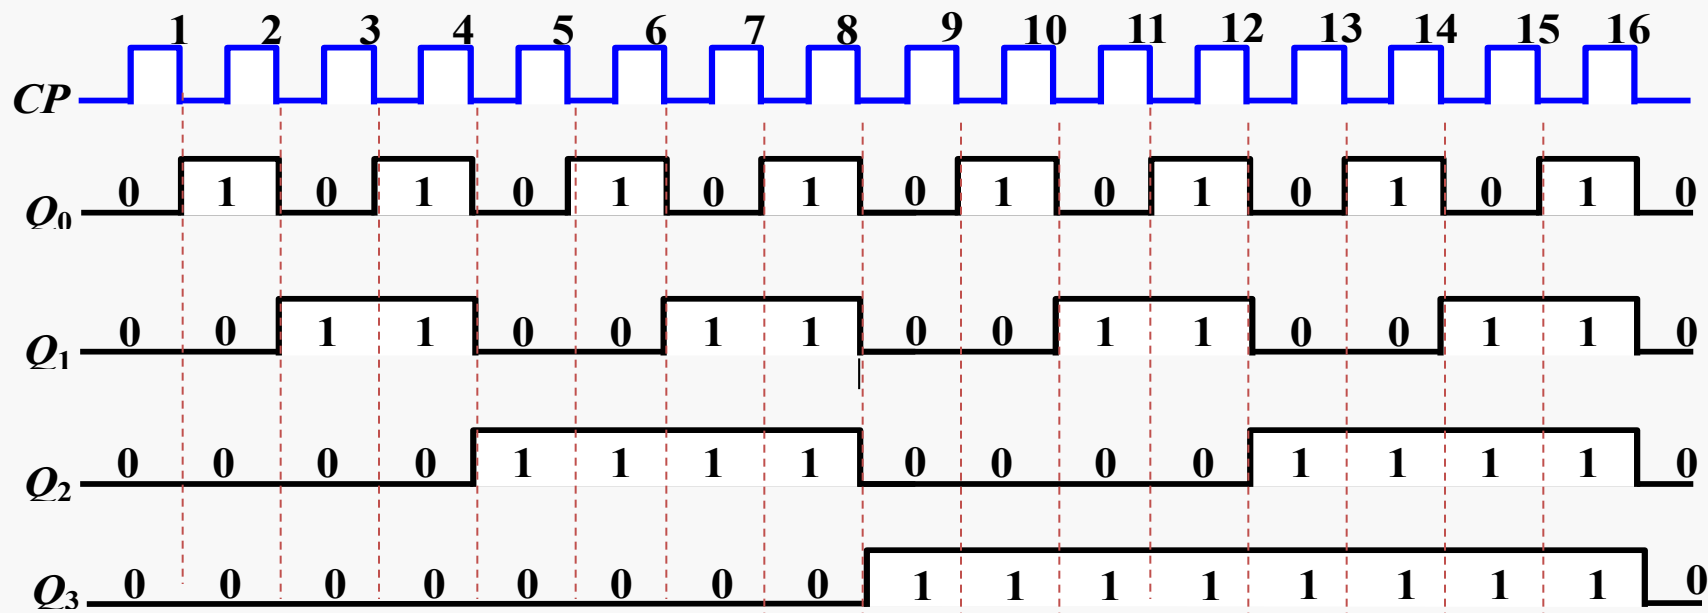 1 2 3 4 5 6 7 8 9 10 11 12 13 14 15 16
CP
0 1 0 1 0 1 0 1 0 1 0 1 0 1 0 1 0
Q0
0 0 1 1 0 0 1 1 0 0 1 1 0 0 1 1 0
Q1
0 0 0 0 1 1 1 1 0 0 0 0 1 1 1 1 0
Q2
0 0 0 0 0 0 0 0 1 1 1 1 1 1 1 1 0
Q3